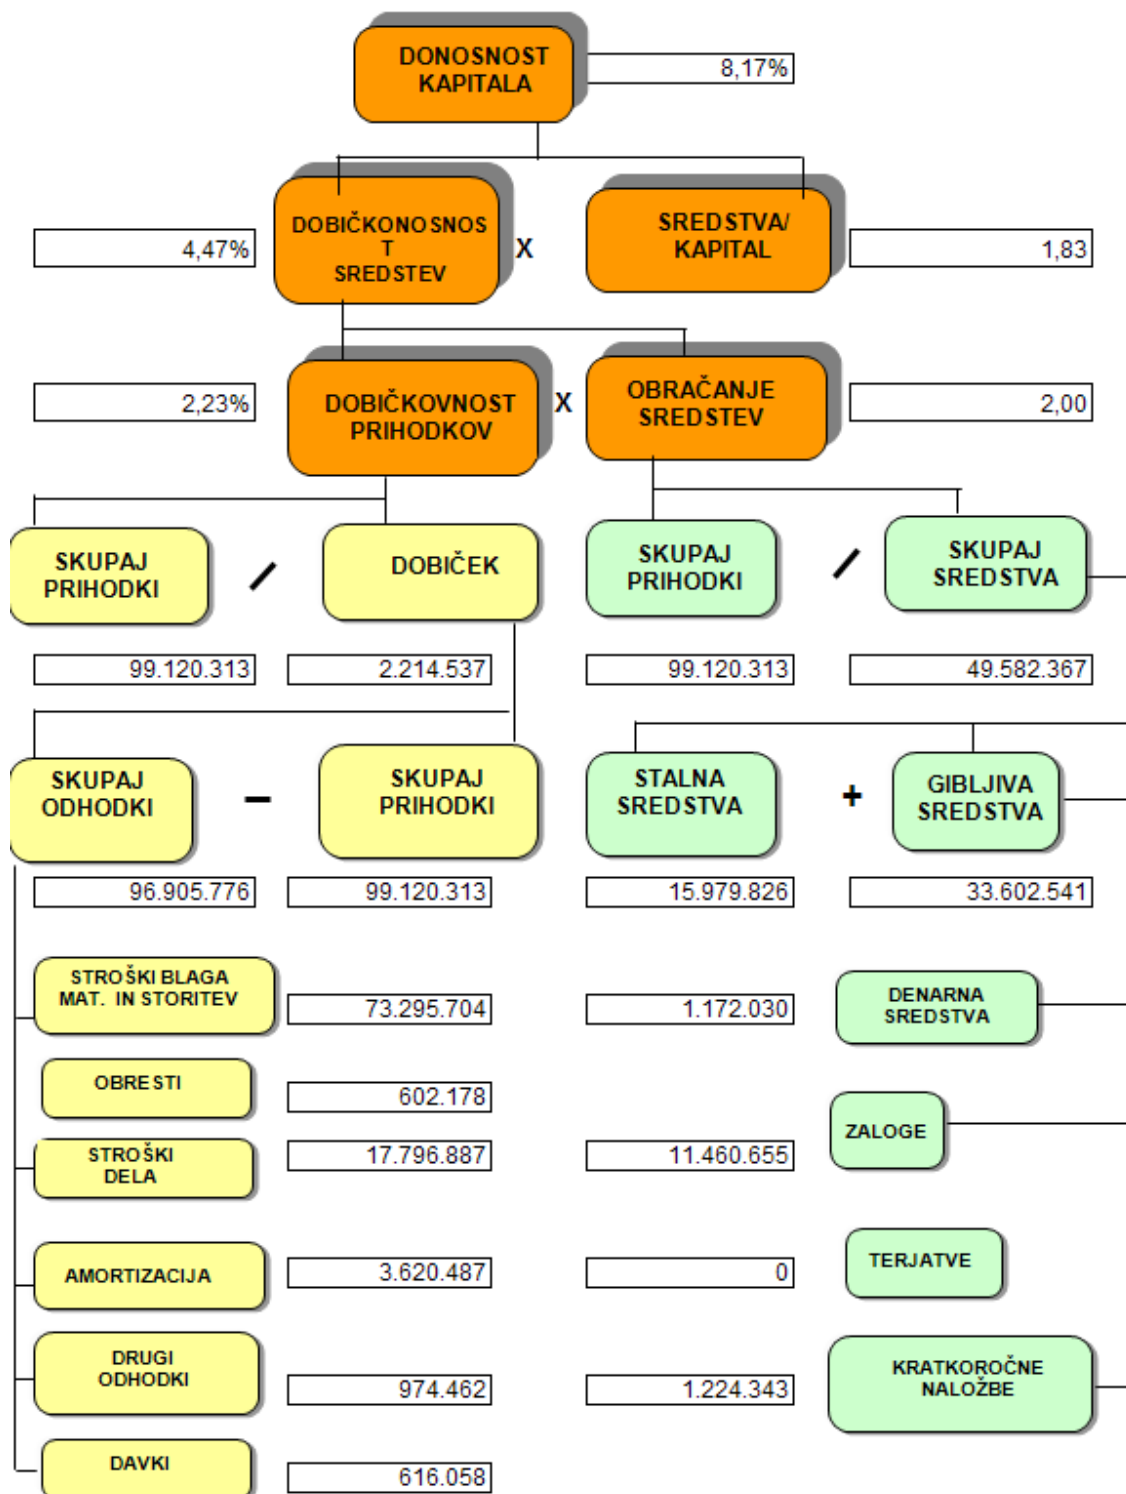 DONOSNOST
KAPITALA
8,17%
4,47%
DOBIČKONOSNOS
T
SREDSTEV
X
SREDSTVA/
KAPITAL
1,83
2,23%
DOBIČKOVNOST
PRIHODKOV
X
OBRAČANJE
SREDSTEV
2,00
SKUPAJ
PRIHODKI
/
DOBIČEK
SKUPAJ
PRIHODKI
/
SKUPAJ
SREDSTVA
99.120.313
2.214.537
99.120.313
49.582.367
SKUPAJ
ODHODKI
–
SKUPAJ
PRIHODKI
STALNA
SREDSTVA
+
GIBLJIVA
SREDSTVA
96.905.776
99.120.313
15.979.826
33.602.541
STROŠKI BLAGA
MAT. IN STORITEV
73.295.704
1.172.030
DENARNA
SREDSTVA
OBRESTI
602.178
ZALOGE
STROŠKI
DELA
17.796.887
11.460.655
AMORTIZACIJA
3.620.487
0
TERJATVE
DRUGI
ODHODKI
974.462
1.224.343
KRATKOROČNE
NALOŽBE
DAVKI
616.058